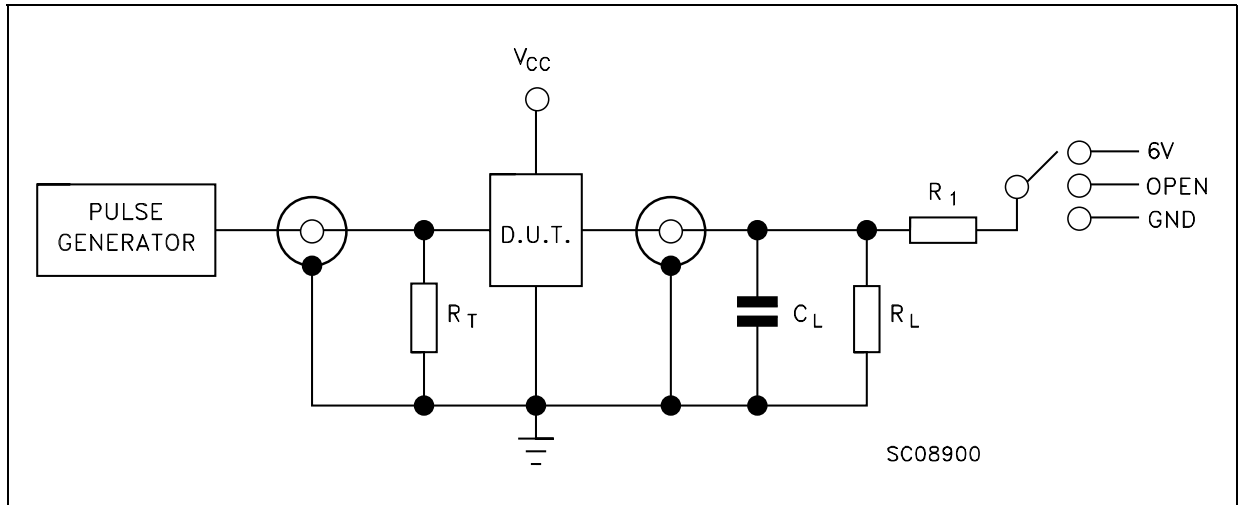 VCC
PULSE
GENERATOR
RT
D.U.T.
CL
RL
R1
6V
OPEN
GND
SC08900